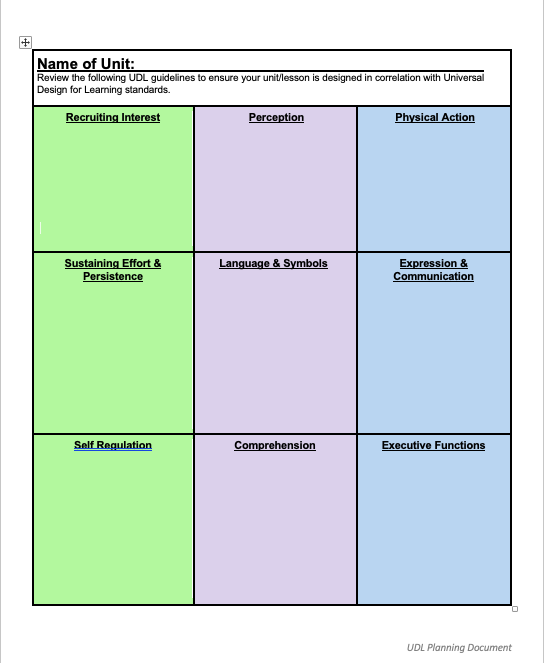 Name of Unit:
Review the following UDL guidelines to ensure your unit/lesson is designed in correlation with Universal
Design for Learning standards.
Recruiting Interest
Perception
Physical Action
Sustaining Effort &
Persistence
Language & Symbols
Expression &
Communication
Self Regulation
Comprehension
Executive Functions
UDL Planning Document